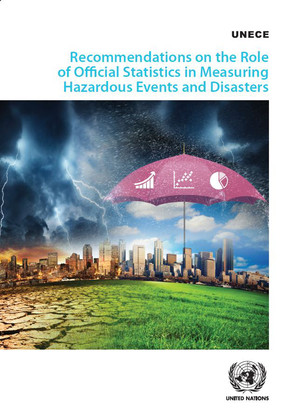 UNECE
Recommendations on the Role
of Official Statistics in Measuring
Hazardous Events and Disasters
UNITED NATIONS